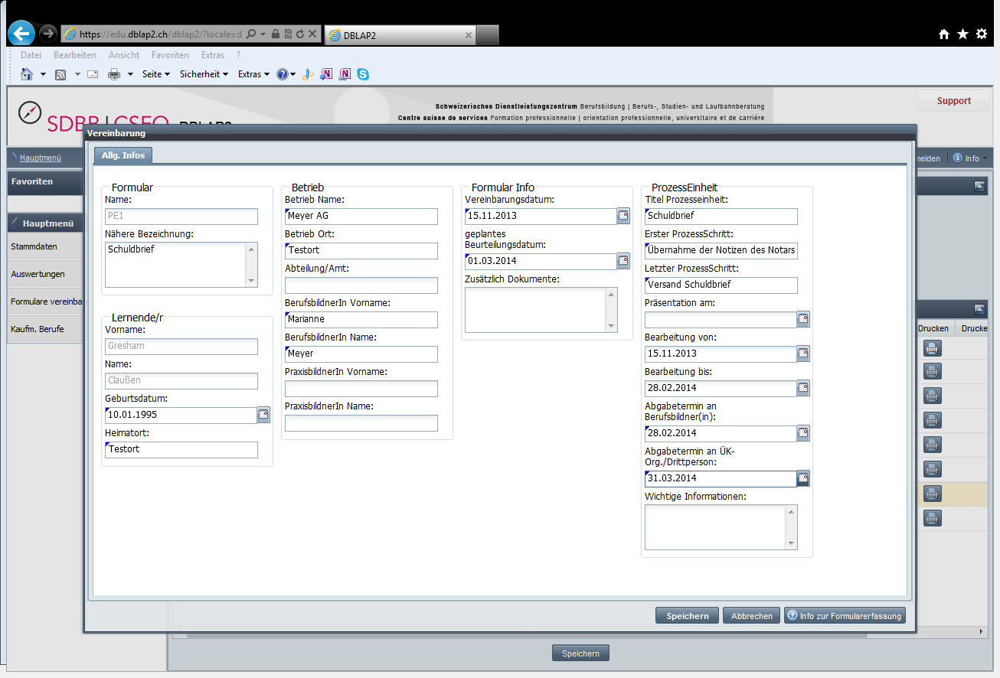 https://edu.dblap2.ch/dblap2/?locale=d
DBLAP2
Datei Bearbeiten Ansicht Favoriten Extras ?
Seite Sicherheit Extras
Schweizerisches Dienstleistungszentrum Berufsbildung | Berufs-, Studien- und Laufbahnberatung
Centre suisse de services Formation professionnelle | orientation professionnelle, universitaire et de carrière
Support
SDBB | CSFO DBLAP2
Vereinbarung
Hauptmenü
Allg. Infos
nelden
Info
Favoriten
Hauptmenü
Stammdaten
Auswertungen
Formulare vereinba
Kaufm. Berufe
Formular
Name:
PE1
Nähere Bezeichnung:
Schuldbrief
Lernende/r
Vorname:
Gresham
Name:
Claußen
Geburtsdatum:
10.01.1995
Heimatort:
Testort
Betrieb
Betrieb Name:
Meyer AG
Betrieb Ort:
Testort
Abteilung/Amt:
BerufsbildnerIn Vorname:
Marianne
BerufsbildnerIn Name:
Meyer
PraxisbildnerIn Vorname:
PraxisbildnerIn Name:
Formular Info
Vereinbarungsdatum:
15.11.2013
geplantes
Beurteilungsdatum:
01.03.2014
Zusätzlich Dokumente:
ProzessEinheit
Titel Prozesseinheit:
Schuldbrief
Erster ProzessSchritt:
Übernahme der Notizen des Notars
Letzter ProzessSchritt:
Versand Schuldbrief
Präsentation am:
Bearbeitung von:
15.11.2013
Bearbeitung bis:
28.02.2014
Abgabetermin an
Berufsbildner(in):
28.02.2014
Abgabetermin an ÜK-
Org./Drittperson:
31.03.2014
Wichtige Informationen:
Drucken Drucke
Speichern Abbrechen Info zur Formularerfassung
Speichern